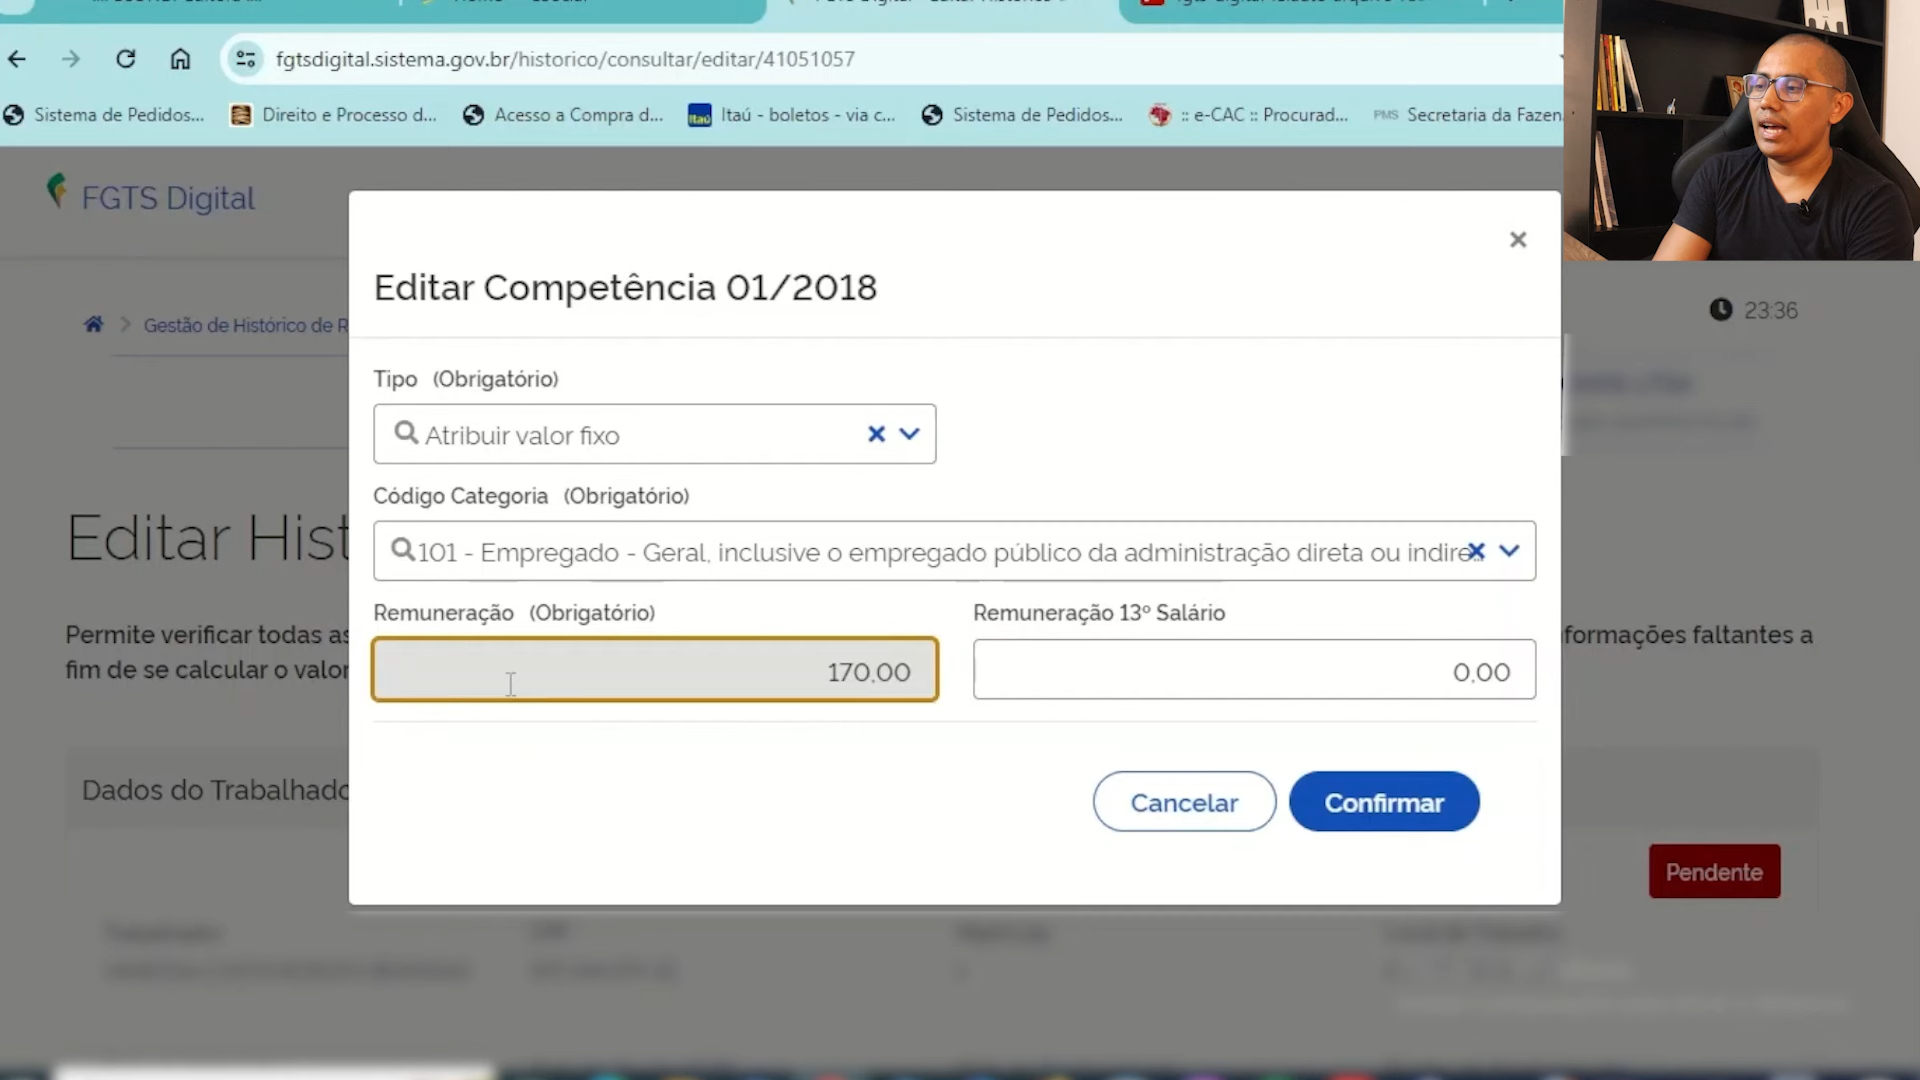 fgtsdigital.sistema.gov.br/historico/consultar/editar/41051057
Sistema de Pedidos... Direito e Processo d... Acesso a Compra d... Itaú - boletos - via c... Sistema de Pedidos... :: e-CAC :: Procurad... PMS Secretaria da Fazen
FGTS Digital
Editar Competência 01/2018
23:36
Gestão de Histórico de R
Tipo (Obrigatório)
Atribuir valor fixo
Código Categoria (Obrigatório)
101 - Empregado - Geral, inclusive o empregado público da administração direta ou indire...
Editar Hist
Remuneração (Obrigatório) Remuneração 13º Salário
170,00 0,00
Permite verificar todas as formações faltantes a
fim de se calcular o valor
Dados do Trabalhado
Cancelar Confirmar
Pendente